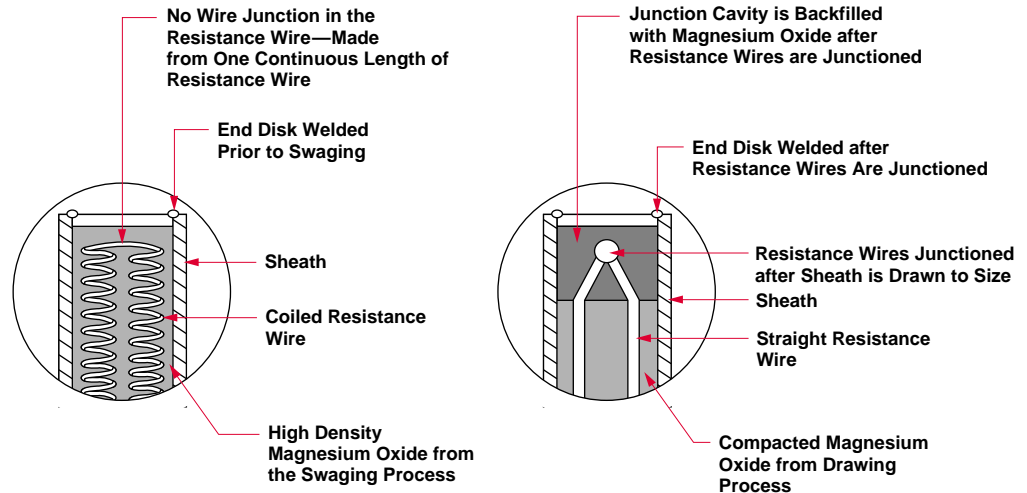 No Wire Junction in the
Resistance Wire—Made
from One Continuous Length of
Resistance Wire
End Disk Welded
Prior to Swaging
Sheath
Coiled Resistance
Wire
High Density
Magnesium Oxide from
the Swaging Process
Junction Cavity is Backfilled
with Magnesium Oxide after
Resistance Wires are Junctioned
End Disk Welded after
Resistance Wires Are Junctioned
Resistance Wires Junctioned
after Sheath is Drawn to Size
Sheath
Straight Resistance
Wire
Compacted Magnesium
Oxide from Drawing
Process